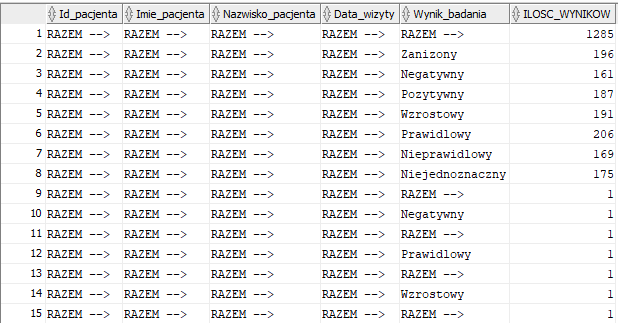 Id_pacjenta Imie_pacjenta Nazwisko_pacjenta Data_wizyty Wynik_badania ILOSC_WYNIKOW
1 RAZEM --> RAZEM --> RAZEM --> RAZEM --> RAZEM --> 1285
2 RAZEM --> RAZEM --> RAZEM --> RAZEM --> Zanizony 196
3 RAZEM --> RAZEM --> RAZEM --> RAZEM --> Negatywny 161
4 RAZEM --> RAZEM --> RAZEM --> RAZEM --> Pozytywny 187
5 RAZEM --> RAZEM --> RAZEM --> RAZEM --> Wzrostowy 191
6 RAZEM --> RAZEM --> RAZEM --> RAZEM --> Prawidlowy 206
7 RAZEM --> RAZEM --> RAZEM --> RAZEM --> Nieprawidlowy 169
8 RAZEM --> RAZEM --> RAZEM --> RAZEM --> Niejednoznaczny 175
9 RAZEM --> RAZEM --> RAZEM --> RAZEM --> RAZEM --> 1
10 RAZEM --> RAZEM --> RAZEM --> RAZEM --> Negatywny 1
11 RAZEM --> RAZEM --> RAZEM --> RAZEM --> RAZEM --> 1
12 RAZEM --> RAZEM --> RAZEM --> RAZEM --> Prawidlowy 1
13 RAZEM --> RAZEM --> RAZEM --> RAZEM --> RAZEM --> 1
14 RAZEM --> RAZEM --> RAZEM --> RAZEM --> Wzrostowy 1
15 RAZEM --> RAZEM --> RAZEM --> RAZEM --> RAZEM --> 1